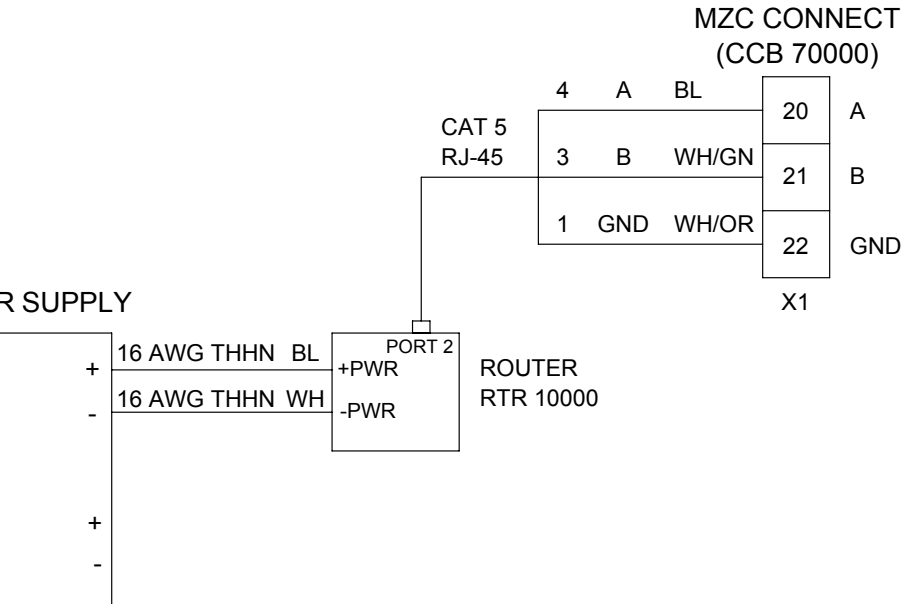 MZC CONNECT
(CCB 70000)
4 A BL 20 A
CAT 5
RJ-45
3 B WH/GN 21 B
1 GND WH/OR 22 GND
X1
R SUPPLY
+ 16 AWG THHN BL +PWR
PORT 2
ROUTER
RTR 10000
- 16 AWG THHN WH -PWR
+
-